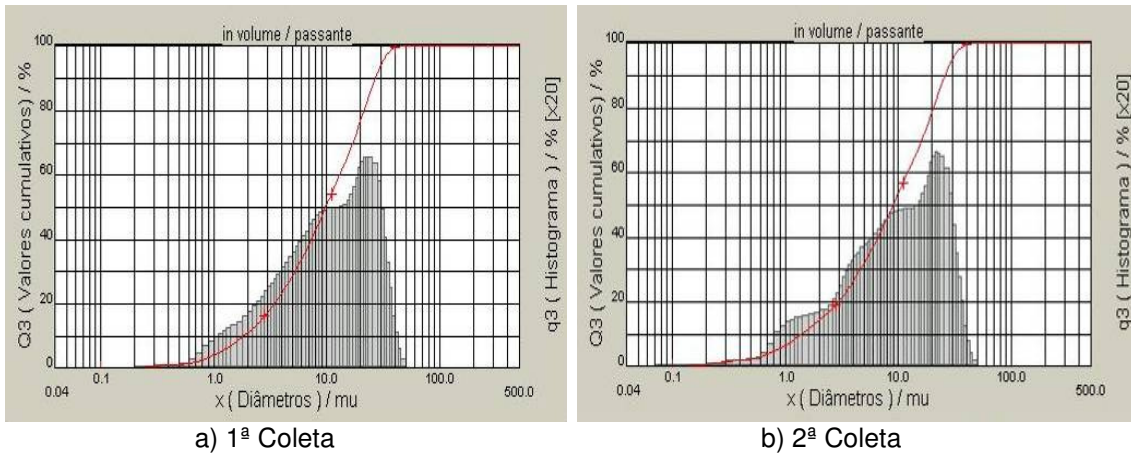 in volume / passante
Q3 ( Valores cumulativos) / %
100
80
60
40
20
0
q3 ( Histograma ) / % [x20]
0.1 1.0 10.0 100.0
0.04 500.0
x ( Diâmetros ) / mu
a) 1ª Coleta
in volume / passante
Q3 ( Valores cumulativos) / %
100
80
60
40
20
0
q3 ( Histograma ) / % [x20]
0.1 1.0 10.0 100.0
0.04 500.0
x ( Diâmetros ) / mu
b) 2ª Coleta